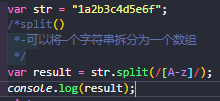 var str = "1a2b3c4d5e6f";
/*split()
*-可以将一个字符串拆分为一个数组
*/
var result = str.split(/[A-z]/);
console.log(result);